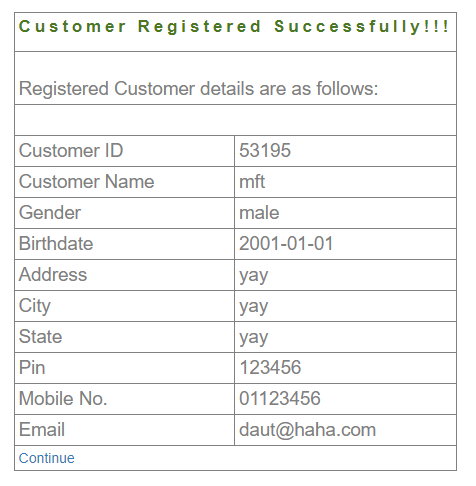 Customer Registered Successfully!!!
Registered Customer details are as follows:
Customer ID 53195
Customer Name mft
Gender male
Birthdate 2001-01-01
Address yay
City yay
State yay
Pin 123456
Mobile No. 01123456
Email daut@haha.com
Continue